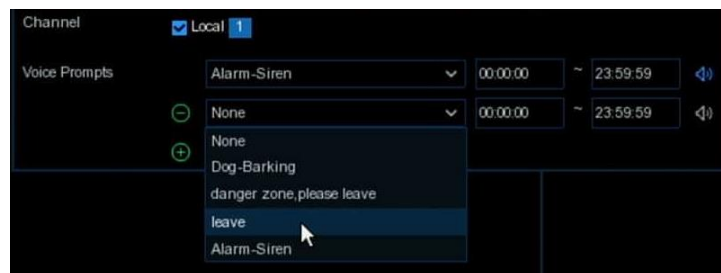 Channel Local 1
Voice Prompts Alarm-Siren 00:00:00 ~ 23:59:59
None 00:00:00 ~ 23:59:59
None
Dog-Barking
danger zone,please leave
leave
Alarm-Siren